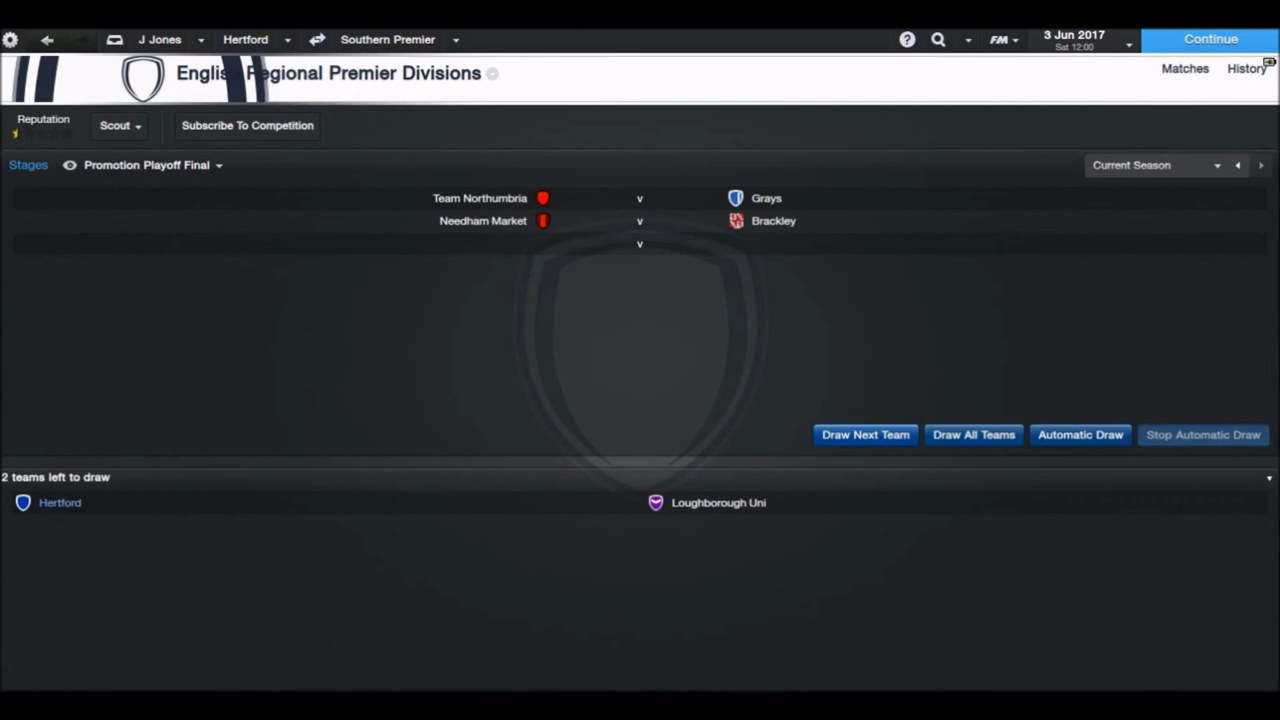 J Jones Hertford Southern Premier ? FM 3 Jun 2017 Continue
Sat 12:00
English Regional Premier Divisions Matches History
Reputation Scout Subscribe To Competition
Stages Promotion Playoff Final Current Season
Team Northumbria v Grays
Needham Market v Brackley
v
Draw Next Team Draw All Teams Automatic Draw Stop Automatic Draw
2 teams left to draw
Hertford Loughborough Uni